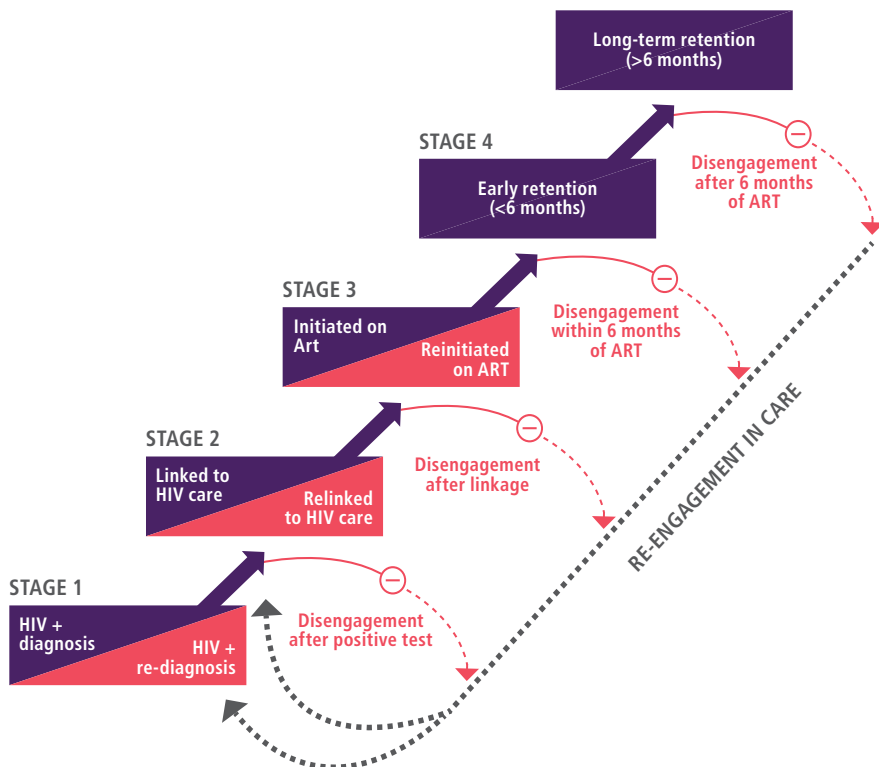 Long-term retention
(>6 months)
STAGE 4
Early retention
(<6 months)
Disengagement
after 6 months
of ART
STAGE 3
Initiated on
Art
Reinitiated
on ART
Disengagement
within 6 months
of ART
STAGE 2
Linked to
HIV care
Relinked
to HIV care
Disengagement
after linkage
RE-ENGAGEMENT IN CARE
STAGE 1
HIV +
diagnosis
HIV +
re-diagnosis
Disengagement
after positive test